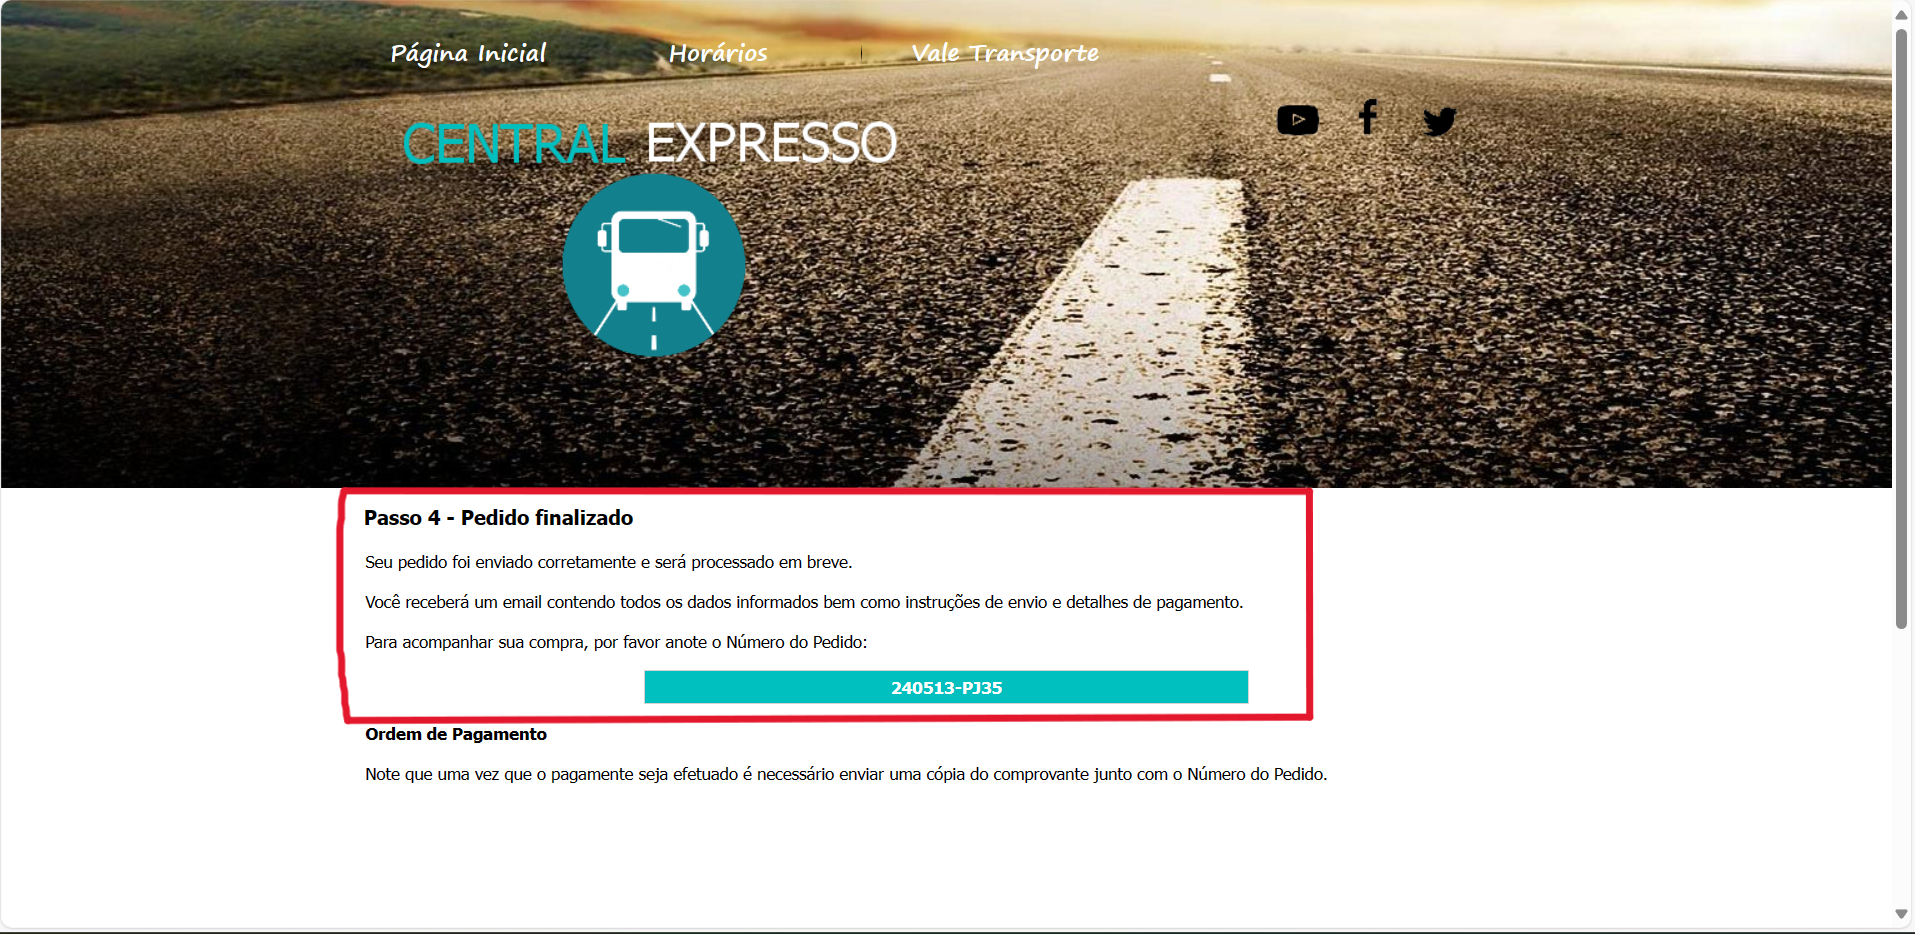 Página Inicial
Horários
Vale Transporte
CENTRAL EXPRESSO
Passo 4 - Pedido finalizado
Seu pedido foi enviado corretamente e será processado em breve.
Você receberá um email contendo todos os dados informados bem como instruções de envio e detalhes de pagamento.
Para acompanhar sua compra, por favor anote o Número do Pedido:
240513-PJ35
Ordem de Pagamento
Note que uma vez que o pagamente seja efetuado é necessário enviar uma cópia do comprovante junto com o Número do Pedido.